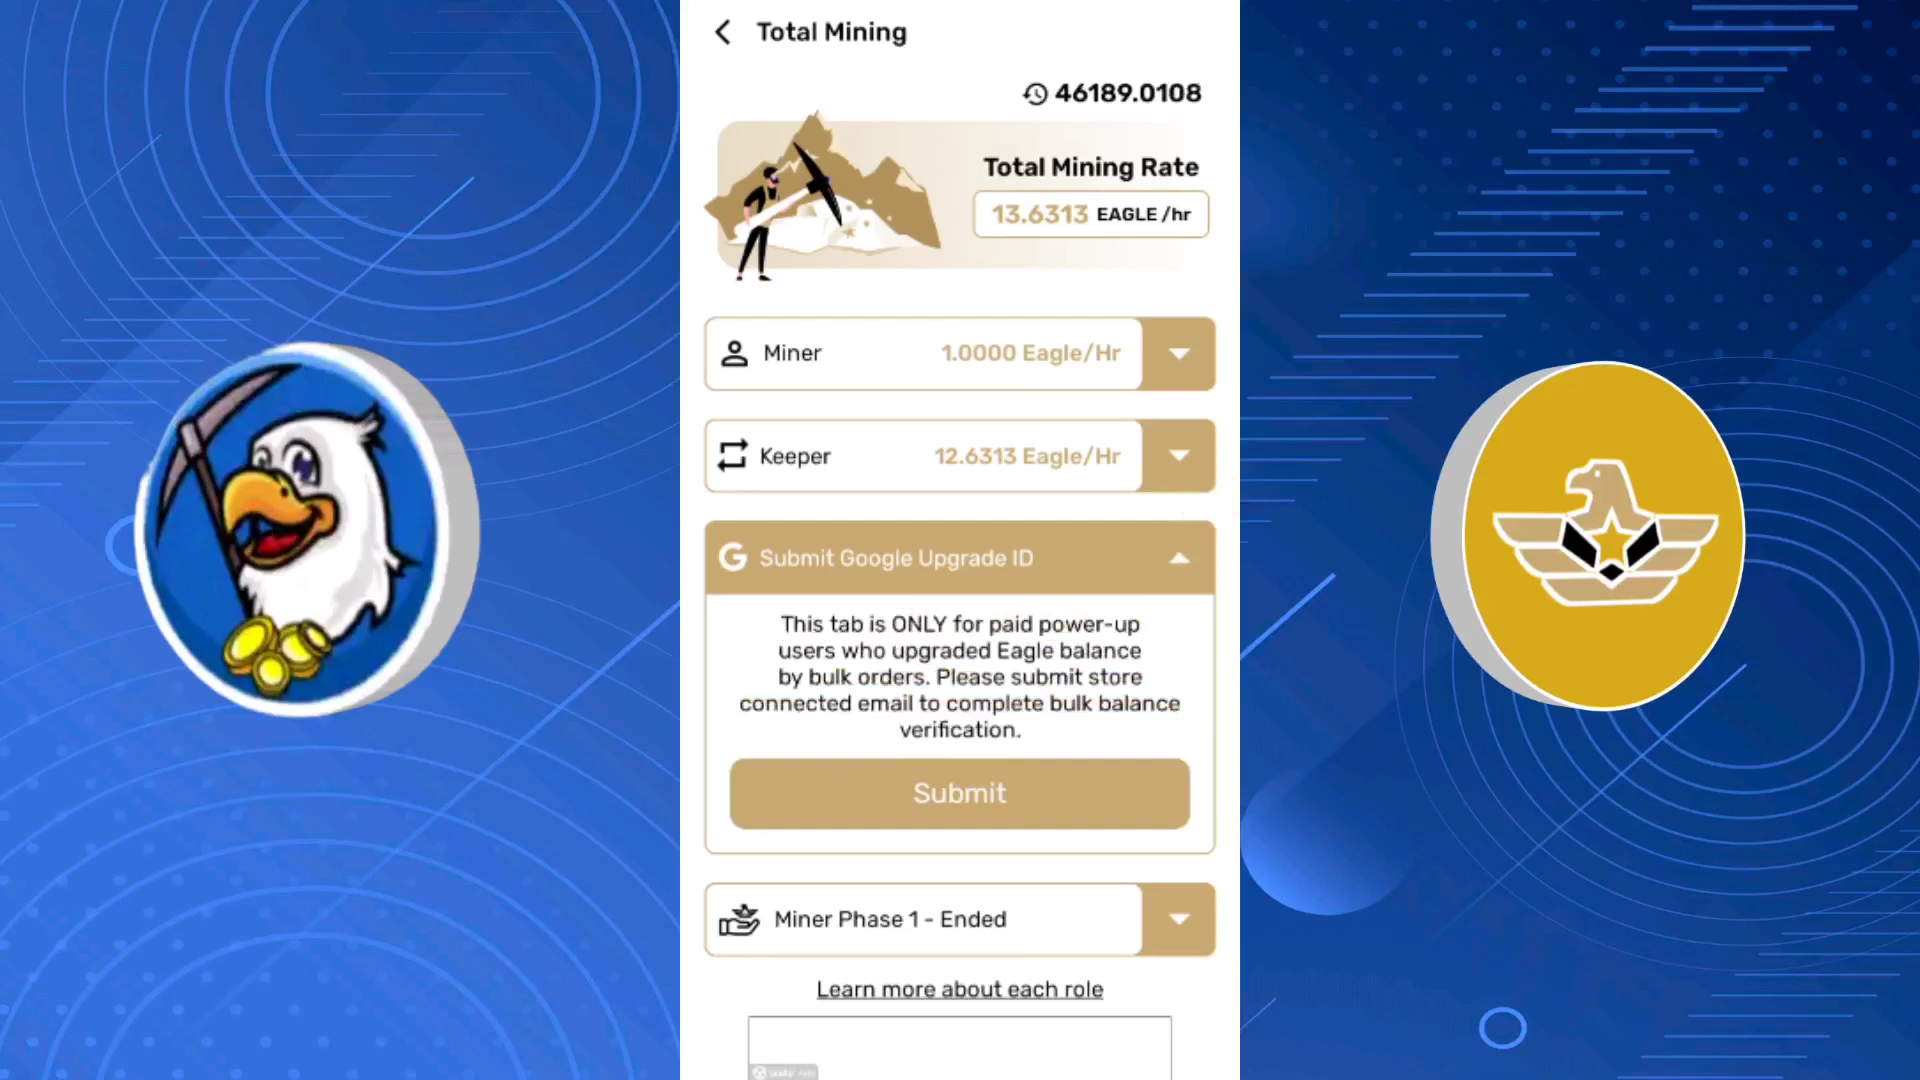 Total Mining
46189.0108
Total Mining Rate
13.6313 EAGLE /hr
Miner 1.0000 Eagle/Hr
Keeper 12.6313 Eagle/Hr
Submit Google Upgrade ID
This tab is ONLY for paid power-up
users who upgraded Eagle balance
by bulk orders. Please submit store
connected email to complete bulk balance
verification.
Submit
Miner Phase 1 - Ended
Learn more about each role